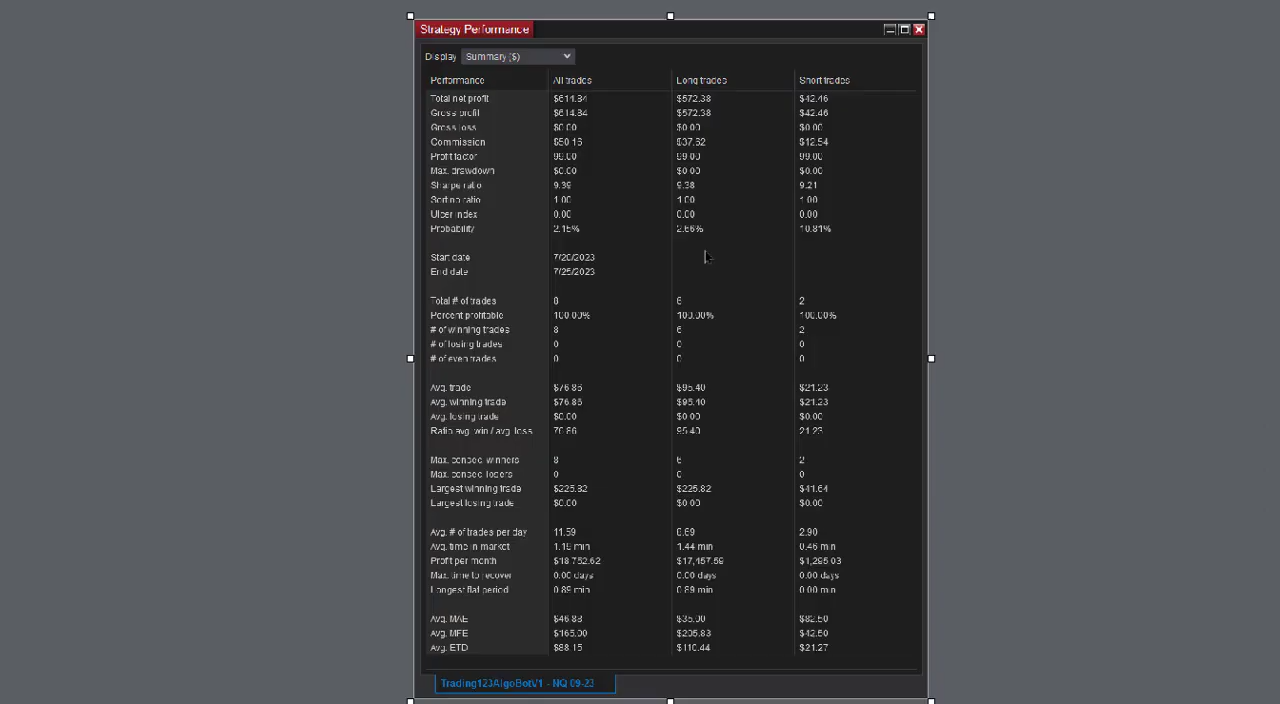 Strategy Performance
Display Summary ($)
Performance All trades Long trades Short trades
Total net profit $614.84 $572.38 $42.46
Gross profit $614.84 $572.38 $42.46
Gross loss $0.00 $0.00 $0.00
Commission $50.16 $37.62 $12.54
Profit factor 99.00 99.00 99.00
Max. drawdown $0.00 $0.00 $0.00
Sharpe ratio 9.39 9.38 9.21
Sortino ratio 1.00 1.00 1.00
Ulcer index 0.00 0.00 0.00
Probability 2.15% 2.66% 10.81%
Start date 7/20/2023
End date 7/25/2023
Total # of trades 8 6 2
Percent profitable 100.00% 100.00% 100.00%
# of winning trades 8 6 2
# of losing trades 0 0 0
# of even trades 0 0 0
Avg. trade $76.86 $95.40 $21.23
Avg. winning trade $76.86 $95.40 $21.23
Avg. losing trade $0.00 $0.00 $0.00
Ratio avg. win / avg. loss 76.86 95.40 21.23
Max. consec. winners 8 6 2
Max. consec. losers 0 0 0
Largest winning trade $225.82 $225.82 $41.64
Largest losing trade $0.00 $0.00 $0.00
Avg. # of trades per day 11.59 8.69 2.90
Avg. time in market 1.19 min 1.44 min 0.46 min
Profit per month $18,752.62 $17,457.59 $1,295.03
Max. time to recover 0.00 days 0.00 days 0.00 days
Longest flat period 0.89 min 0.89 min 0.00 min
Avg. MAE $46.88 $35.00 $82.50
Avg. MFE $165.00 $205.83 $42.50
Avg. ETD $88.15 $110.44 $21.27
Trading123AlgoBotV1 - NQ 09-23